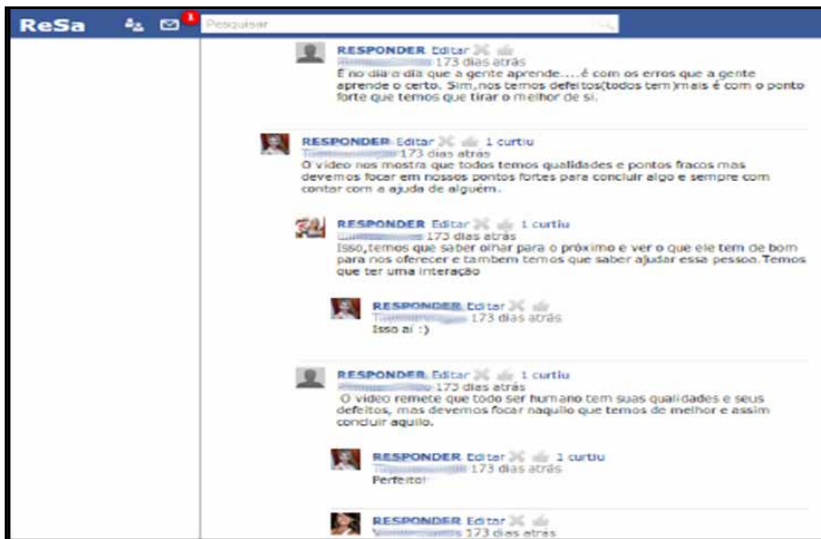 ReSa
1
Pesquisar
RESPONDER Editar
173 dias atrás
É no dia a dia que a gente aprende....é com os erros que a gente
aprende o certo. Sim,nos temos defeitos(todos tem)mais é com o ponto
forte que temos que tirar o melhor de si.
RESPONDER Editar 1 curtiu
173 dias atrás
O vídeo nos mostra que todos temos qualidades e pontos fracos mas
devemos focar em nossos pontos fortes para concluir algo e sempre com
contar com a ajuda de alguém.
RESPONDER Editar 1 curtiu
173 dias atrás
Isso,temos que saber olhar para o próximo e ver o que ele tem de bom
para nos oferecer e tambem temos que saber ajudar essa pessoa.Temos
que ter uma interação
RESPONDER Editar
173 dias atrás
Isso aí :)
RESPONDER Editar 1 curtiu
173 dias atrás
O vídeo remete que todo ser humano tem suas qualidades e seus
defeitos, mas devemos focar naquilo que temos de melhor e assim
concluir aquilo.
RESPONDER Editar 1 curtiu
173 dias atrás
Perfeito!
RESPONDER Editar
173 dias atrás